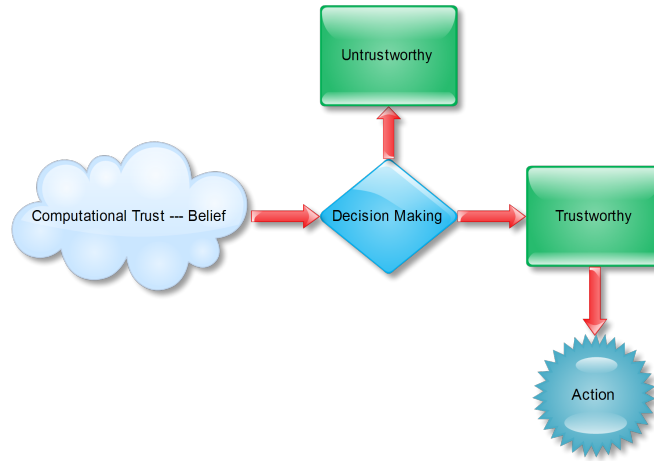 Untrustworthy
Computational Trust --- Belief
Decision Making
Trustworthy
Action